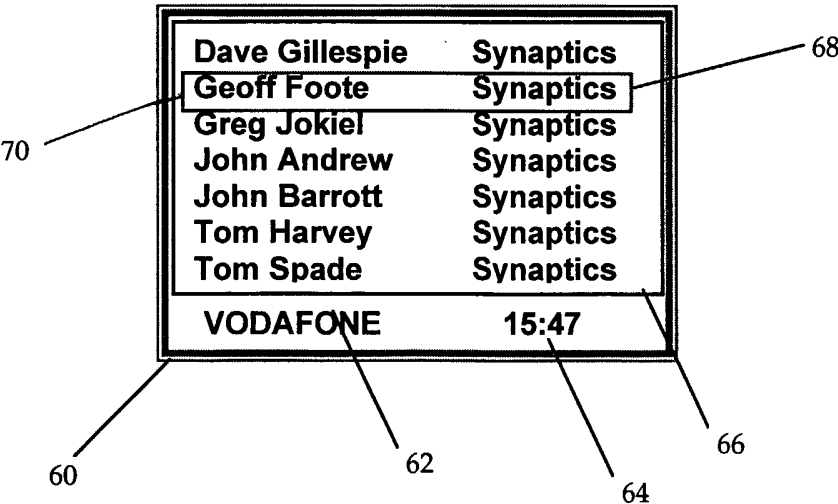 Dave Gillespie Synaptics
68
Geoff Foote Synaptics
70
Greg Jokiel Synaptics
John Andrew Synaptics
John Barrott Synaptics
Tom Harvey Synaptics
Tom Spade Synaptics
VODAFONE 15:47
66
60
62
64